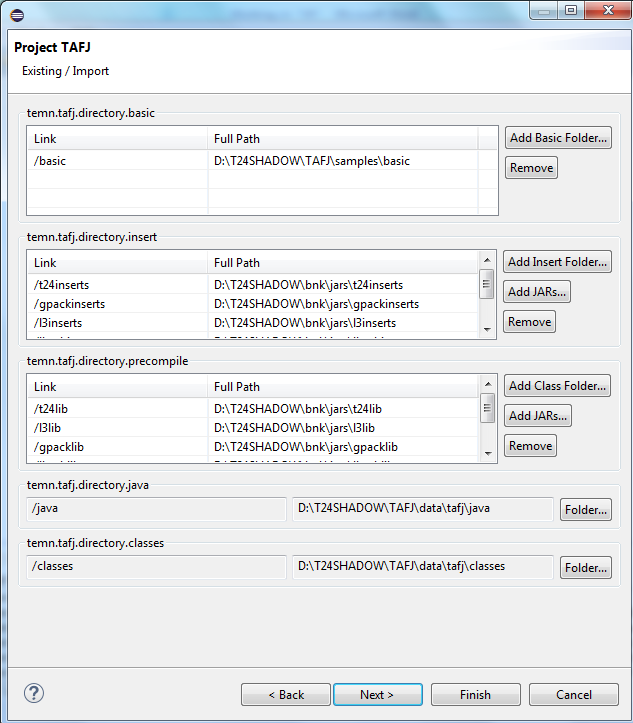 Project TAFJ
Existing / Import
temn.tafj.directory.basic
Link Full Path
/basic D:\T24SHADOW\TAFJ\samples\basic
Add Basic Folder...
Remove
temn.tafj.directory.insert
Link Full Path
/t24inserts D:\T24SHADOW\bnk\jars\t24inserts
/gpackinserts D:\T24SHADOW\bnk\jars\gpackinserts
/l3inserts D:\T24SHADOW\bnk\jars\l3inserts
Add Insert Folder...
Add JARs...
Remove
temn.tafj.directory.precompile
Link Full Path
/t24lib D:\T24SHADOW\bnk\jars\t24lib
/l3lib D:\T24SHADOW\bnk\jars\l3lib
/gpacklib D:\T24SHADOW\bnk\jars\gpacklib
Add Class Folder...
Add JARs...
Remove
temn.tafj.directory.java
/java D:\T24SHADOW\TAFJ\data\tafj\java Folder...
temn.tafj.directory.classes
/classes D:\T24SHADOW\TAFJ\data\tafj\classes Folder...
? < Back Next > Finish Cancel